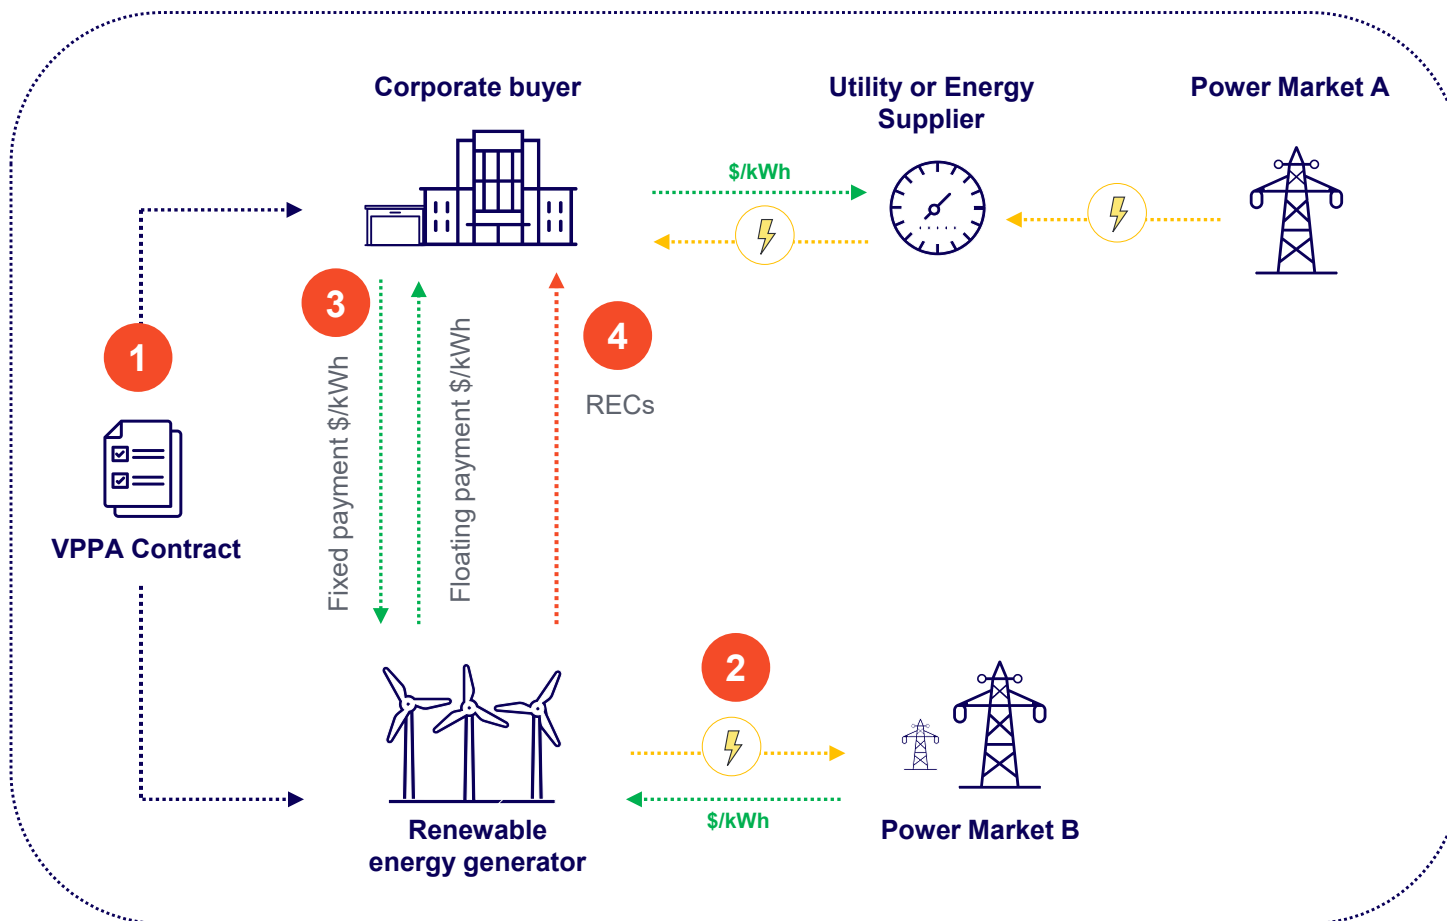 Corporate buyer
Utility or Energy
Supplier
Power Market A
$/kWh
3
1
4
Fixed payment $/kWh
Floating payment $/kWh
RECs
VPPA Contract
2
$/kWh
Renewable
energy generator
Power Market B